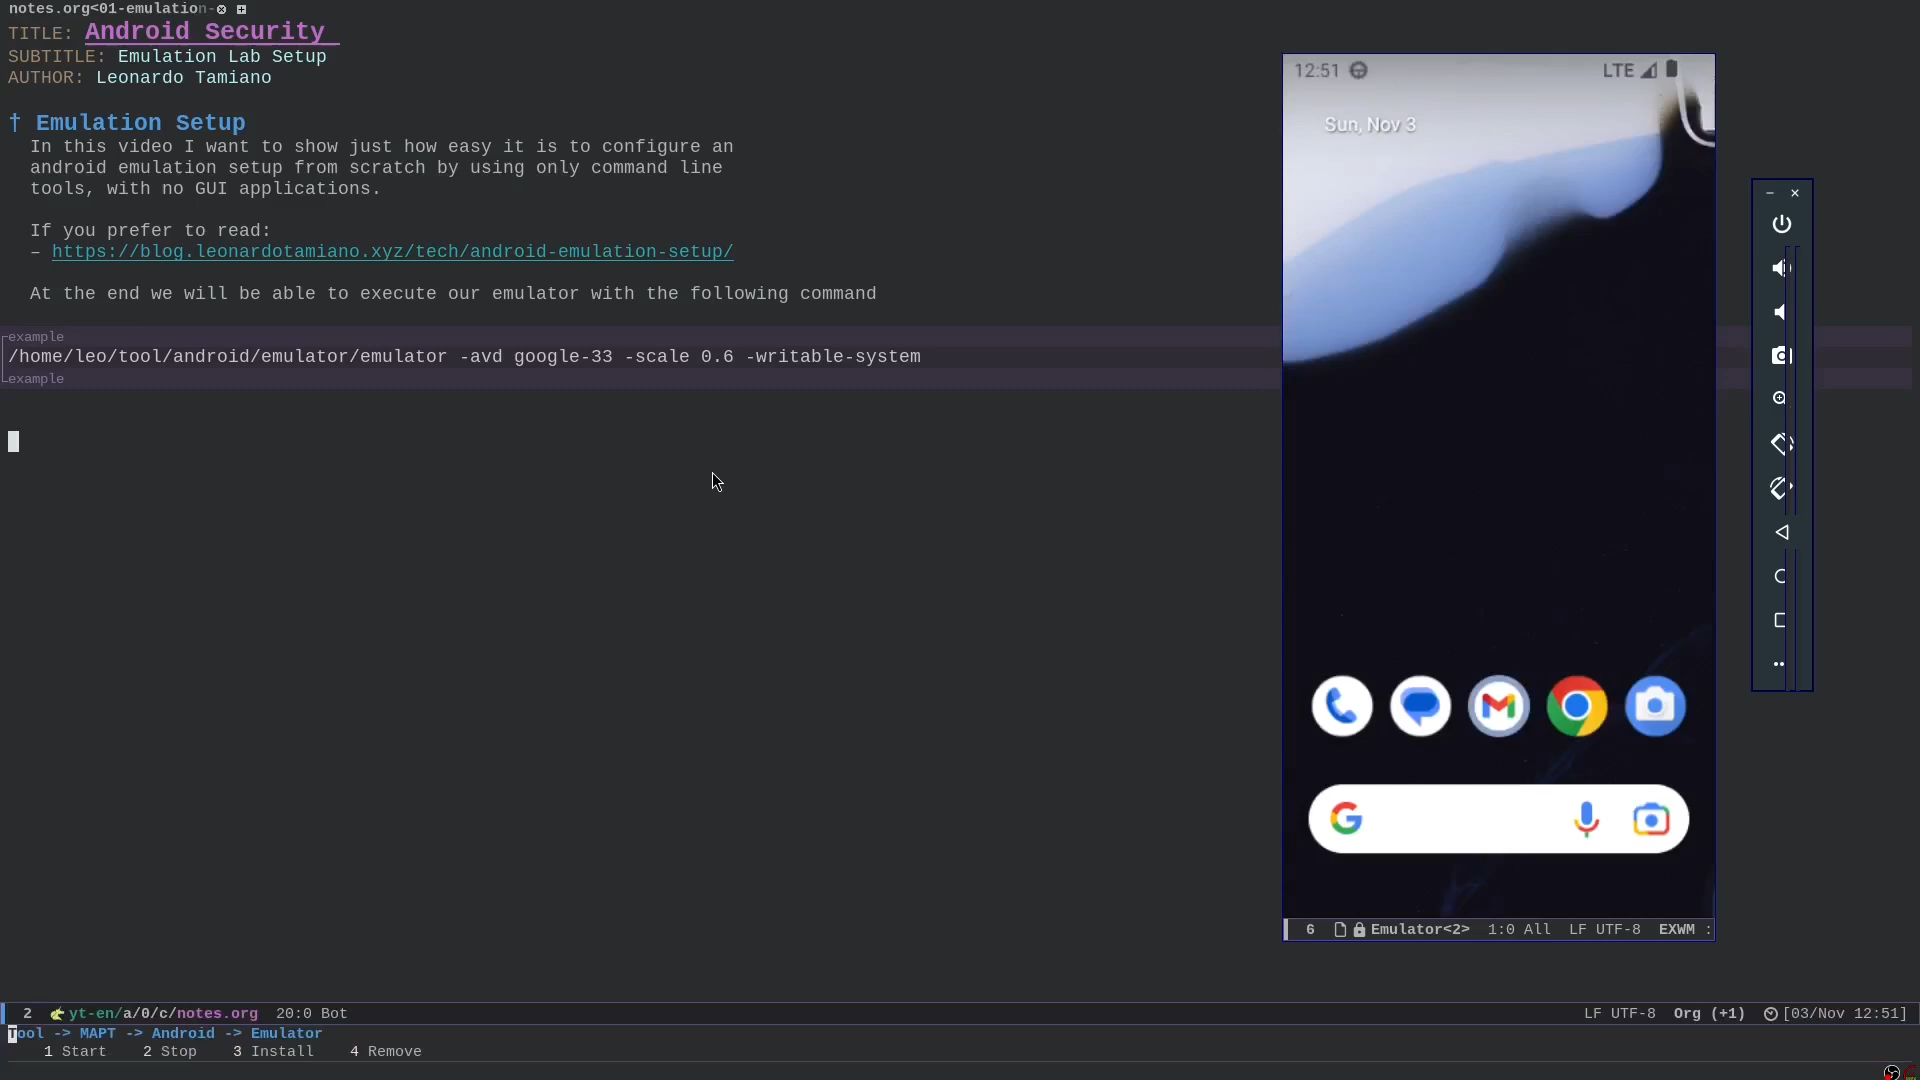 notes.org<01-emulation-
TITLE: Android Security
SUBTITLE: Emulation Lab Setup
AUTHOR: Leonardo Tamiano
† Emulation Setup
In this video I want to show just how easy it is to configure an
android emulation setup from scratch by using only command line
tools, with no GUI applications.
If you prefer to read:
– https://blog.leonardotamiano.xyz/tech/android-emulation-setup/
At the end we will be able to execute our emulator with the following command
example
/home/leo/tool/android/emulator/emulator -avd google-33 -scale 0.6 -writable-system
example
12:51 LTE
Sun, Nov 3
6 Emulator<2> 1:0 All LF UTF-8 EXWM :
2 yt-en/a/0/c/notes.org 20:0 Bot LF UTF-8 Org (+1) [03/Nov 12:51]
Tool -> MAPT -> Android -> Emulator
1 Start 2 Stop 3 Install 4 Remove